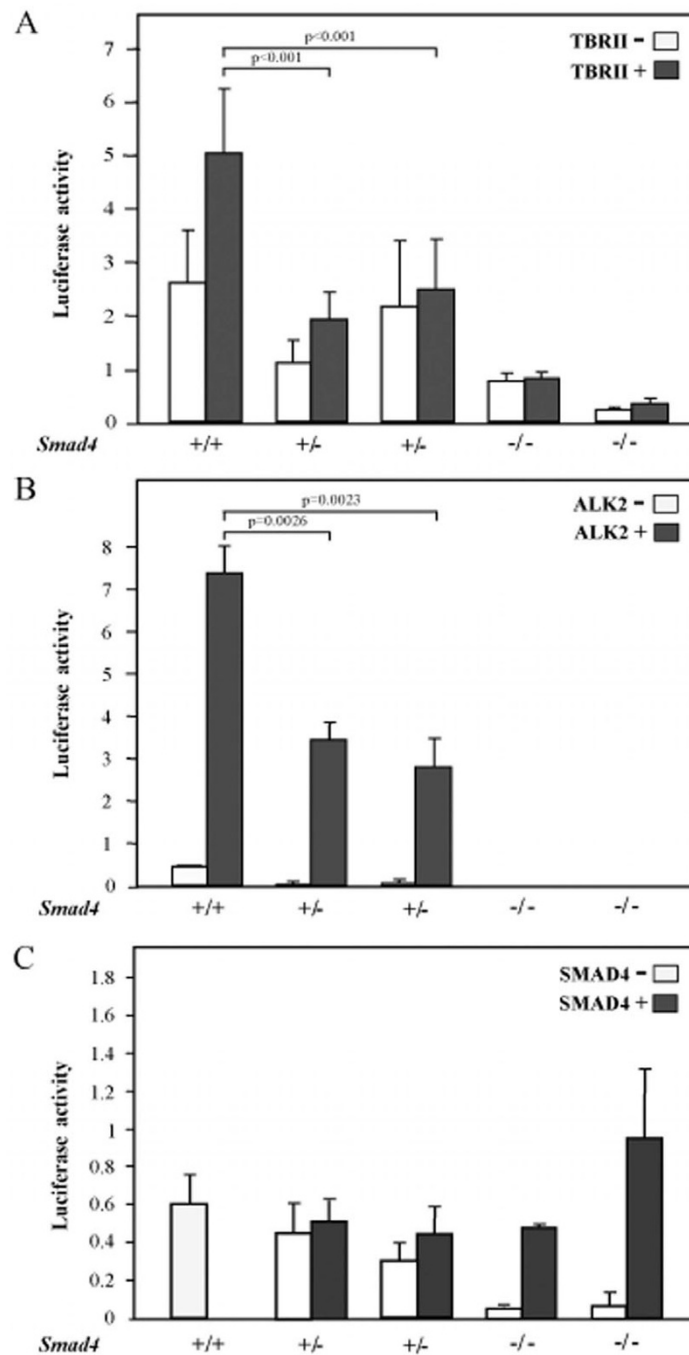 A
TBRII -
TBRII +
p<0.001
p<0.001
7
6
5
4
3
2
1
0
Luciferase activity
Smad4 +/+ +/- +/- -/- -/-
B
ALK2 -
ALK2 +
p=0.0023
p=0.0026
8
7
6
5
4
3
2
1
0
Luciferase activity
Smad4 +/+ +/- +/- -/- -/-
C
SMAD4 -
SMAD4 +
1.8
1.6
1.4
1.2
1
0.8
0.6
0.4
0.2
0
Luciferase activity
Smad4 +/+ +/- +/- -/- -/-